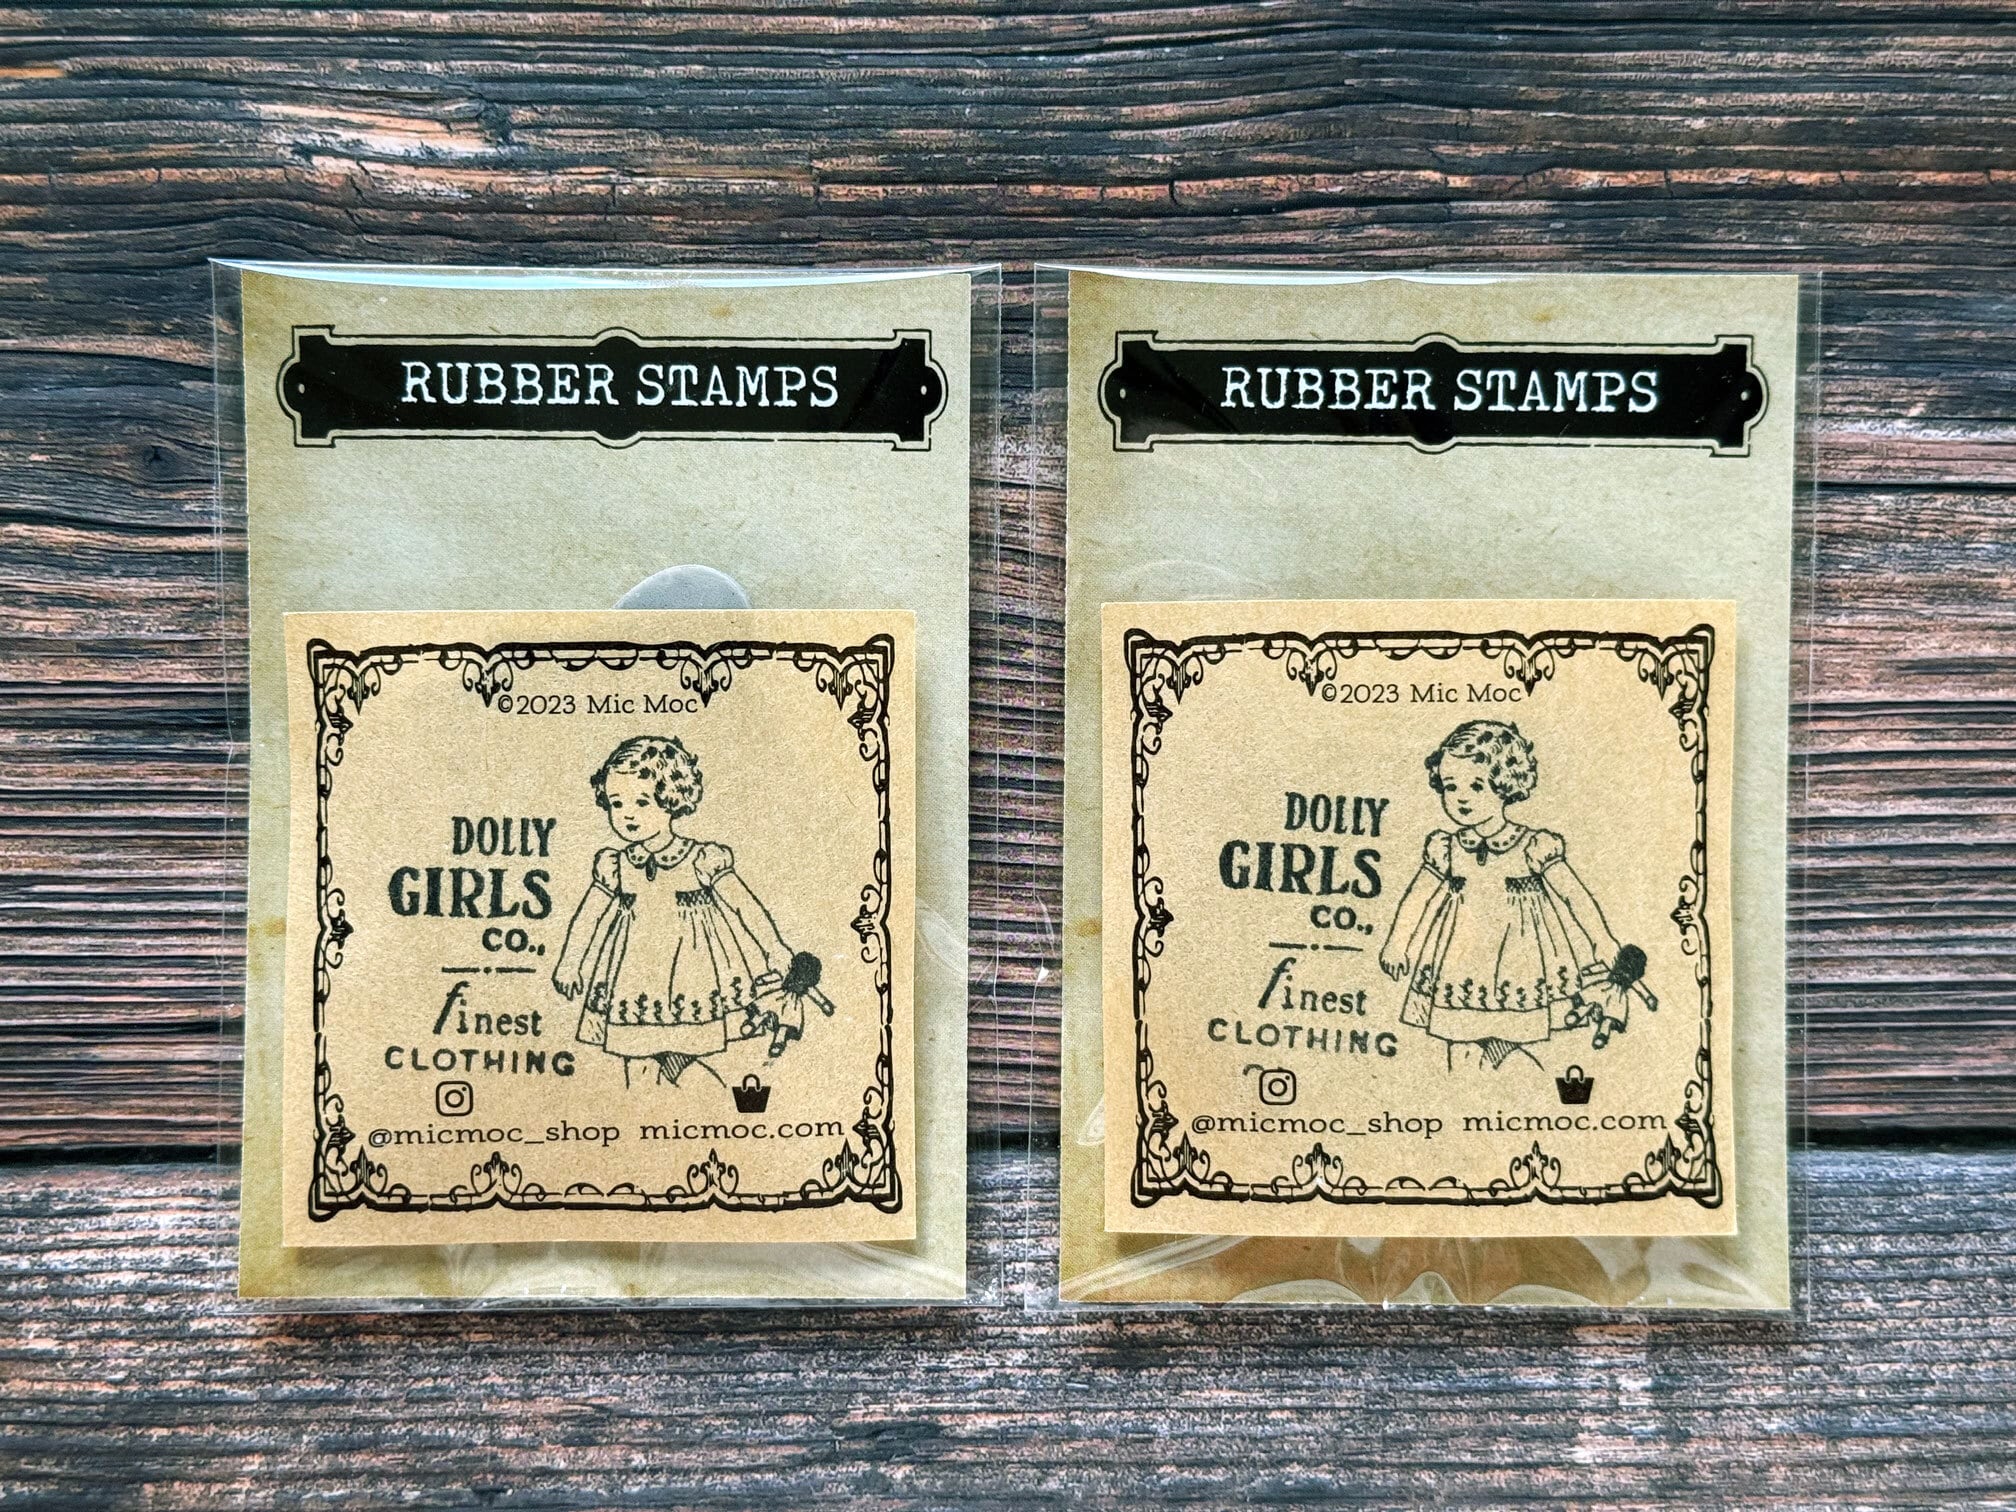 RUBBER STAMPS
©2023 Mic Moc
DOLLY
GIRLS
CO.,
finest
CLOTHING
@micmoc_shop micmoc.com
RUBBER STAMPS
©2023 Mic Moc
DOLLY
GIRLS
CO.,
finest
CLOTHING
@micmoc_shop micmoc.com